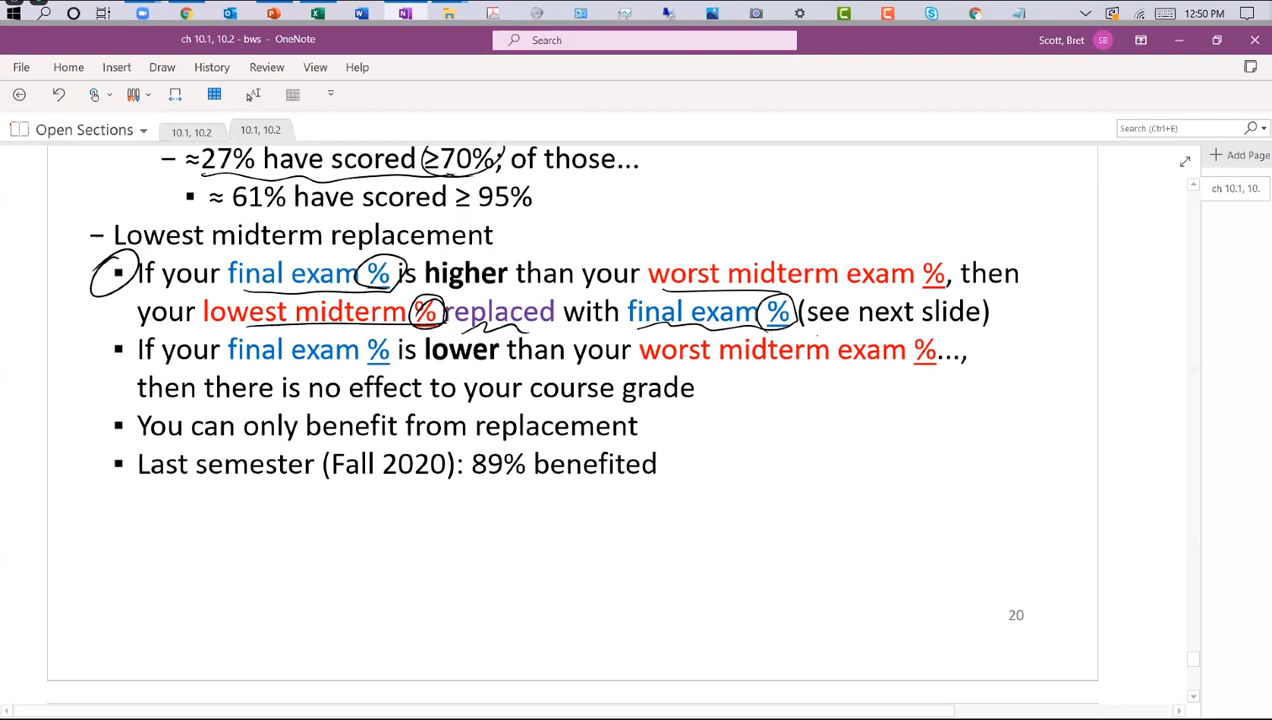 12:50 PM
ch 10.1, 10.2 - bws - OneNote
Search
Scott, Bret
SB
File Home Insert Draw History Review View Help
Open Sections
10.1, 10.2
10.1, 10.2
Search (Ctrl+E)
Add Page
ch 10.1, 10.
– ≈27% have scored ≥70%; of those...
▪ ≈ 61% have scored ≥ 95%
– Lowest midterm replacement
▪ If your final exam % is higher than your worst midterm exam %, then
your lowest midterm % replaced with final exam % (see next slide)
▪ If your final exam % is lower than your worst midterm exam %...,
then there is no effect to your course grade
▪ You can only benefit from replacement
▪ Last semester (Fall 2020): 89% benefited
20